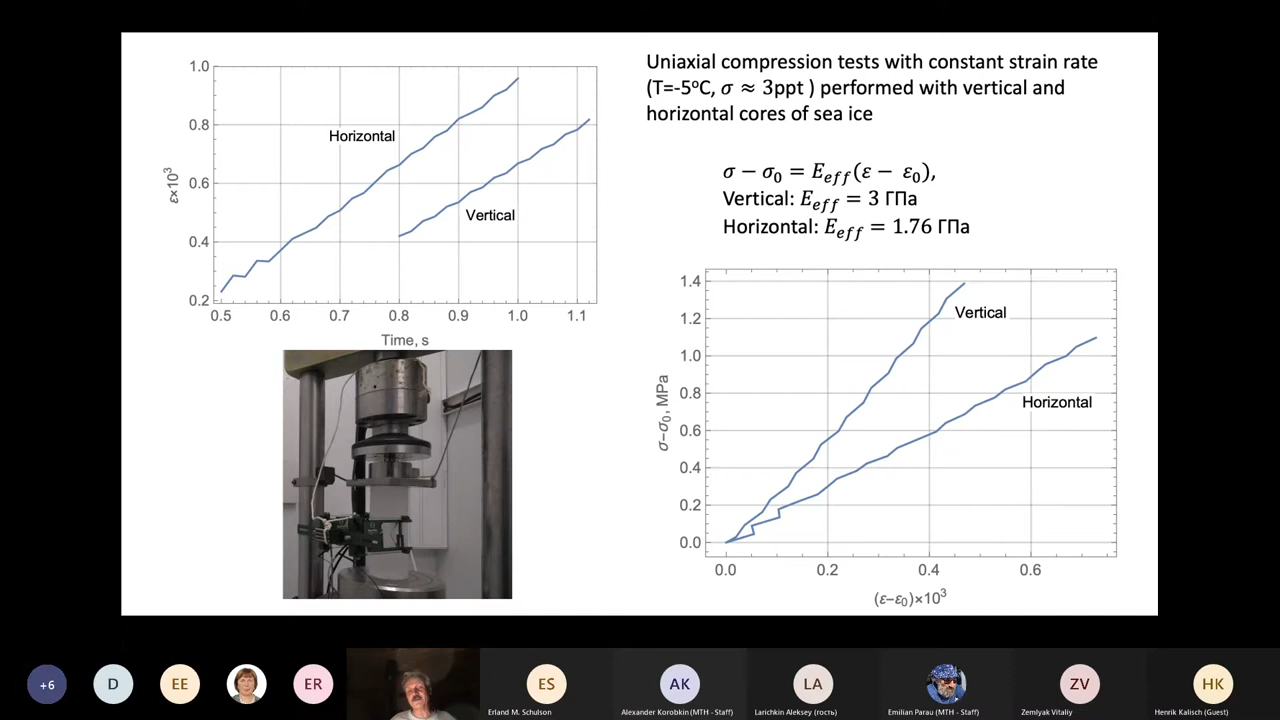 1.0
0.8
0.6
0.4
0.2
ε×10³
Horizontal
Vertical
0.5 0.6 0.7 0.8 0.9 1.0 1.1
Time, s
Uniaxial compression tests with constant strain rate
(T=-5ᵒC, σ ≈ 3ppt ) performed with vertical and
horizontal cores of sea ice
σ − σ₀ = E_eff(ε − ε₀),
Vertical: E_eff = 3 ГПа
Horizontal: E_eff = 1.76 ГПа
1.4
1.2
1.0
0.8
0.6
0.4
0.2
0.0
σ−σ₀, MPa
Vertical
Horizontal
0.0 0.2 0.4 0.6
(ε−ε₀)×10³
+6
D
EE
ER
ES
Erland M. Schulson
AK
Alexander Korobkin (MTH - Staff)
LA
Larichkin Aleksey (гость)
Emilian Parau (MTH - Staff)
ZV
Zemlyak Vitaliy
HK
Henrik Kalisch (Guest)